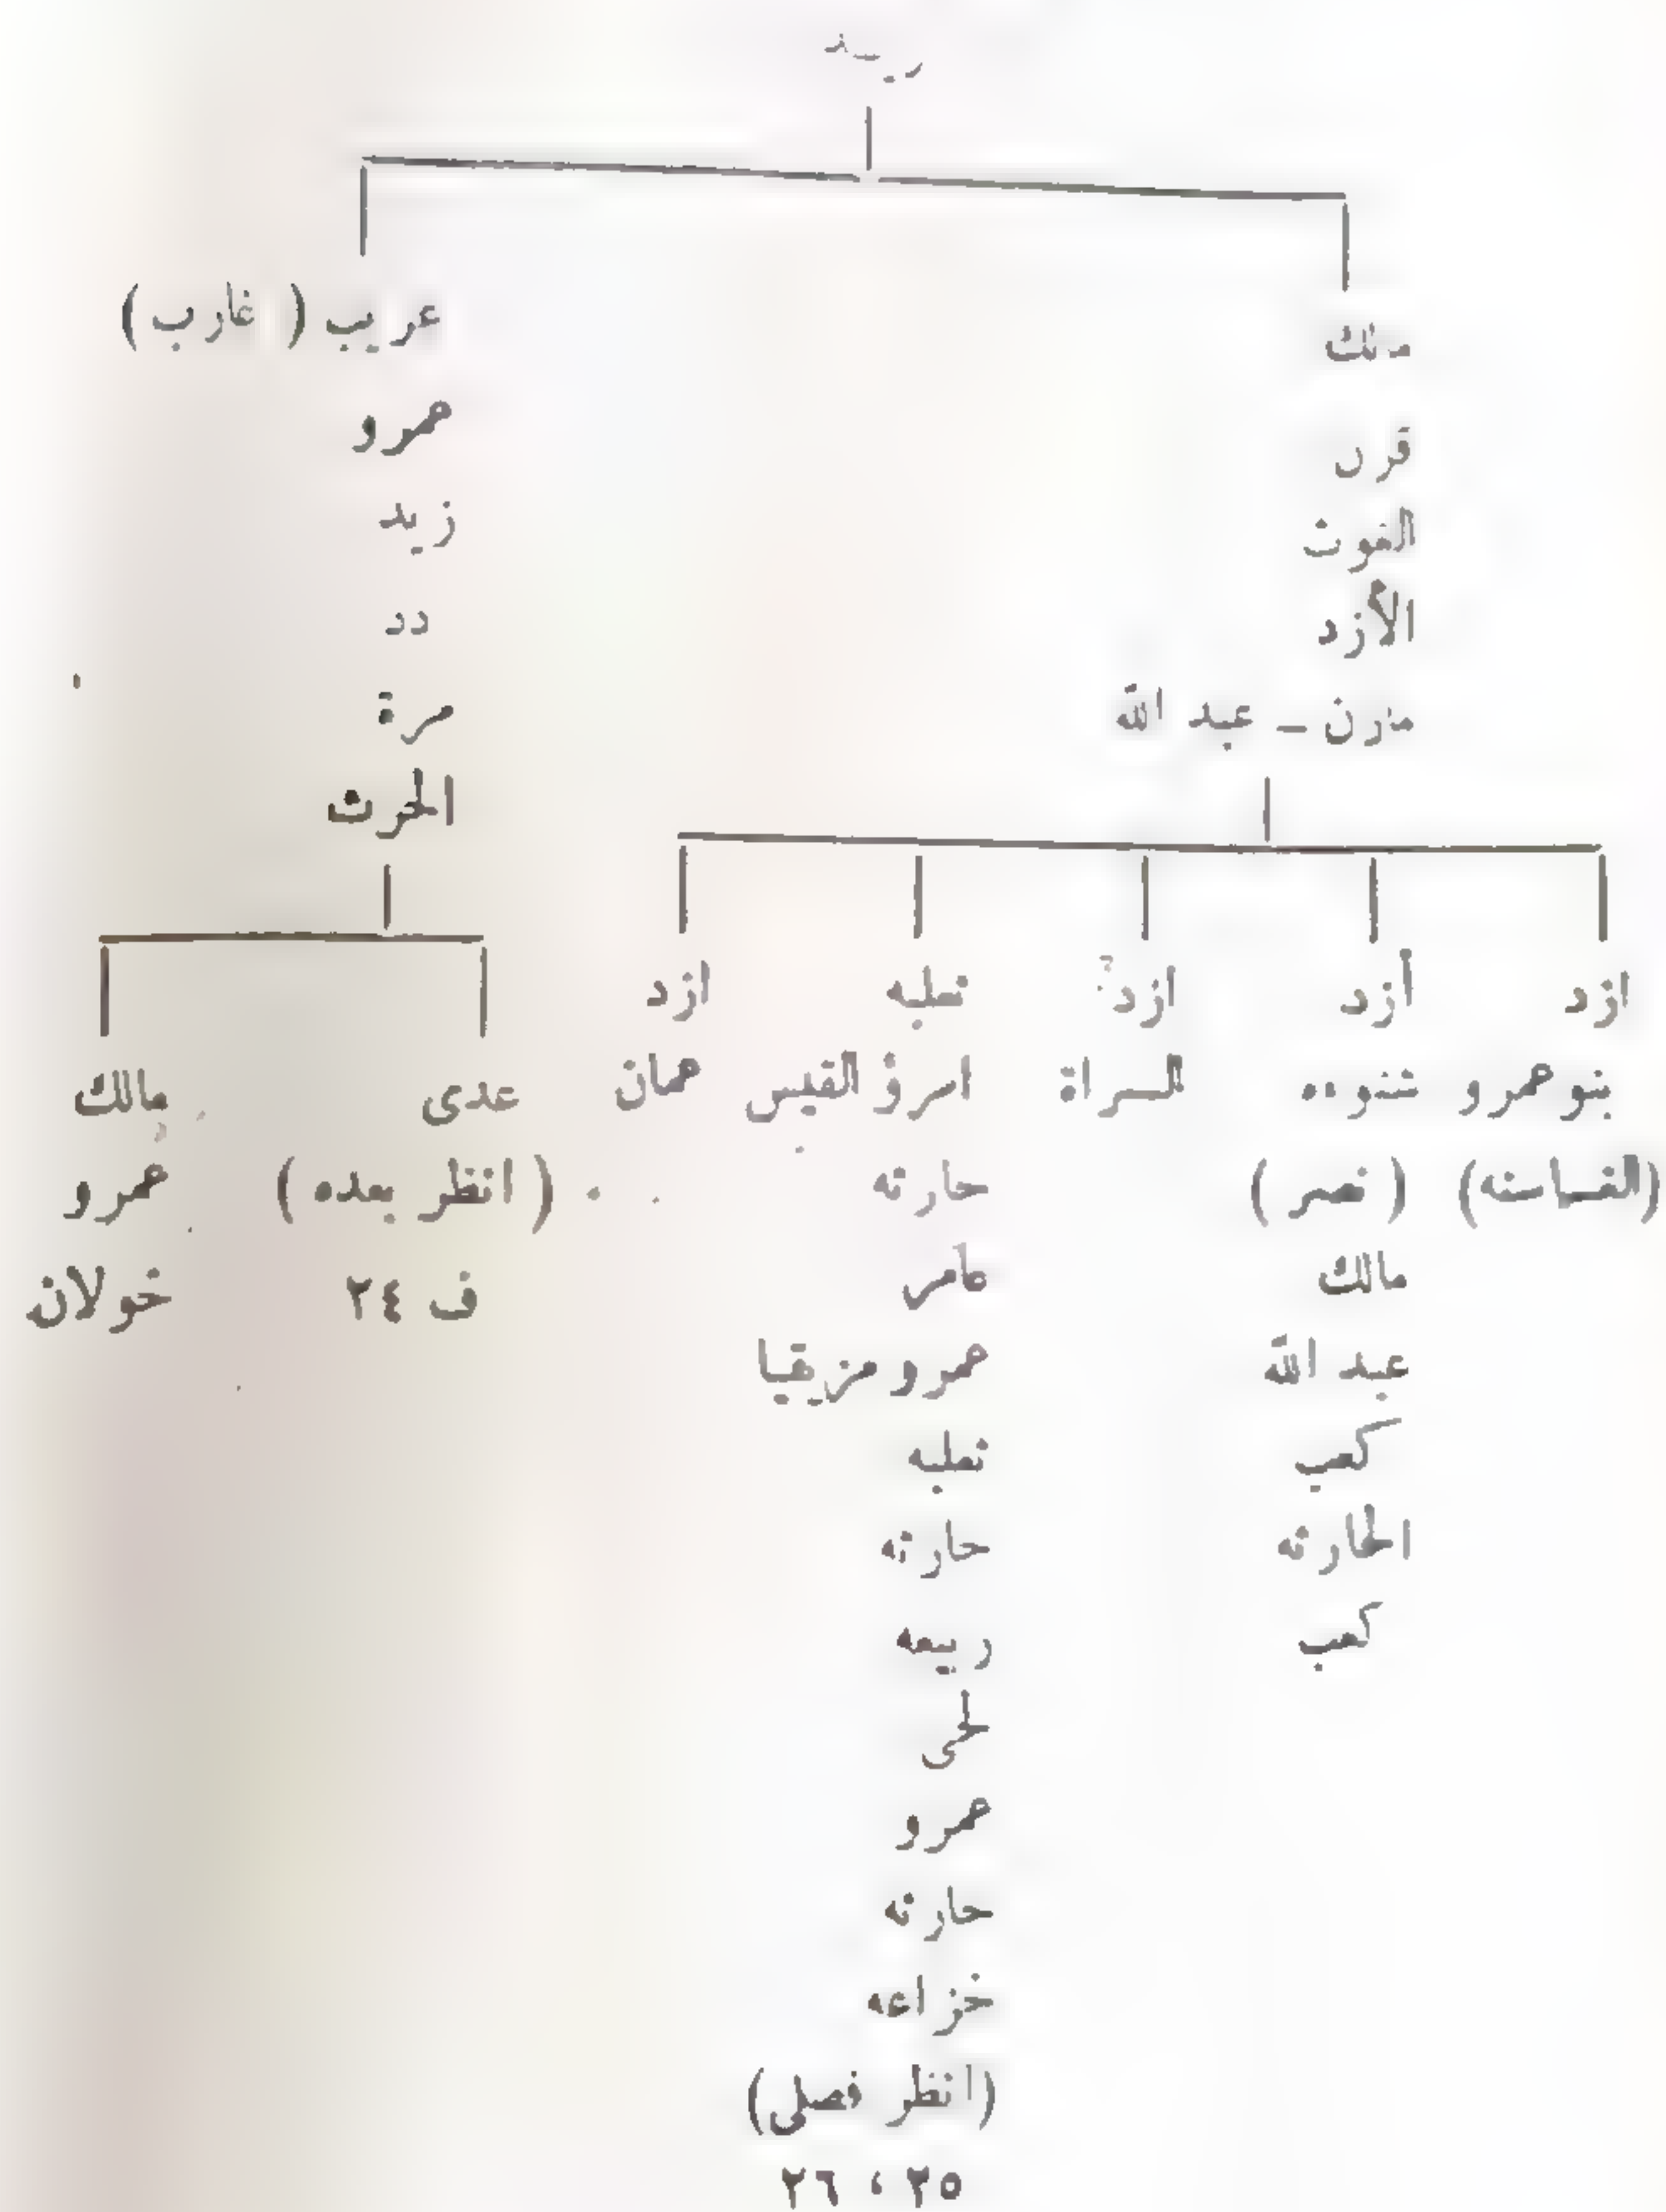 مالك
قرن
الغوث
الأزد
مازن – عبد الله
ازد
بنو عمرو
(الغساسنه)
أزد
شنوءه
(نصر)
مالك
عبد الله
كعب
الحارثه
كعب
ازد
السراة
ثعلبه
امرؤ القيس
حارثه
عامر
عمرو مزيقيا
ثعلبه
حارثه
ربيعه
لحى
عمرو
حارثه
خزاعه
(انظر فصلى)
٢٥ ، ٢٦
ازد
عمان
عريب (غارب)
عمرو
زيد
دد
مرة
الحرث
عدى
(انظر بعده)
ف ٢٤
مالك
عمرو
خولان